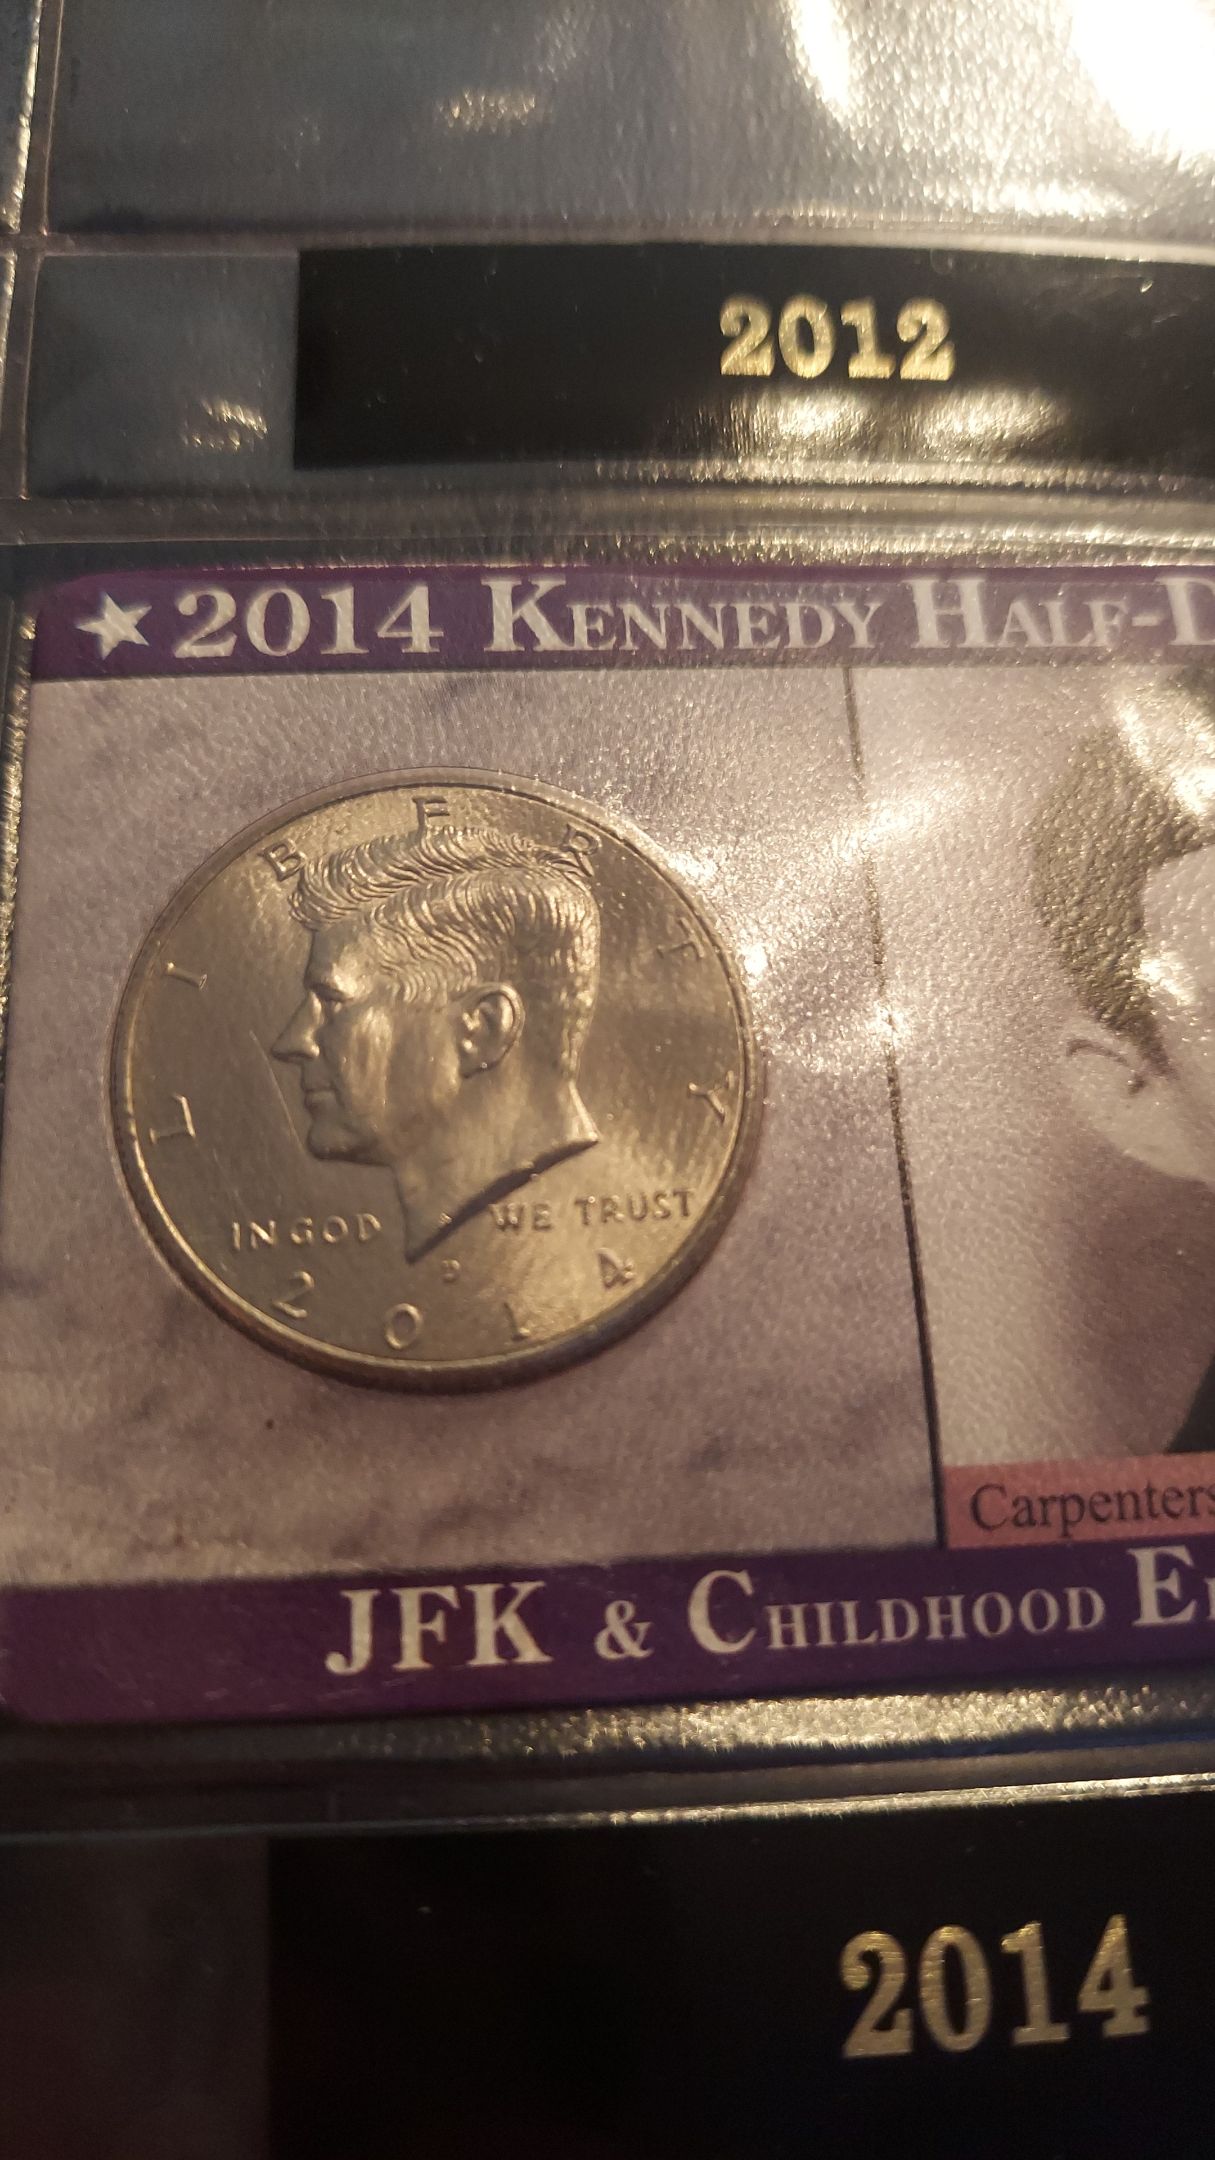 2012
★ 2014 KENNEDY HALF-D
LIBERTY
IN GOD WE TRUST
D
2014
Carpenters
JFK & CHILDHOOD E
2014